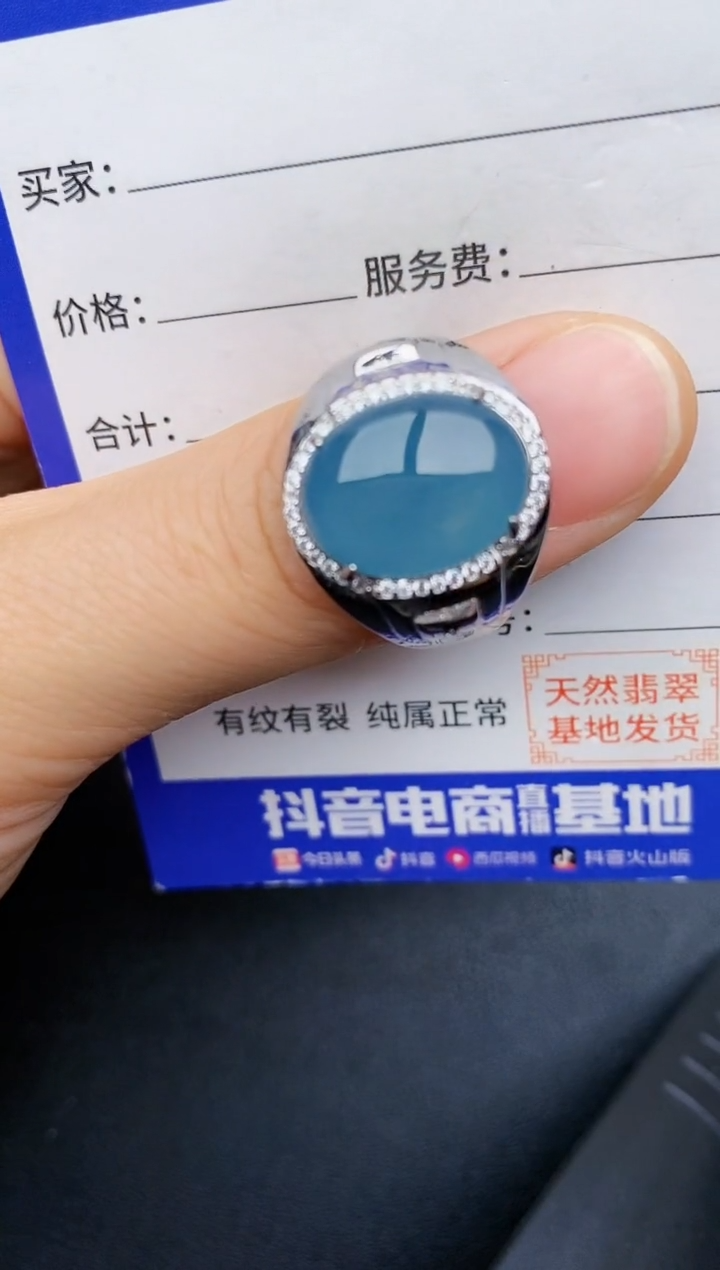 买家：
价格： 服务费：
合计：
号：
有纹有裂 纯属正常
天然翡翠
基地发货
抖音电商直播基地
今日头条 抖音 西瓜视频 抖音火山版